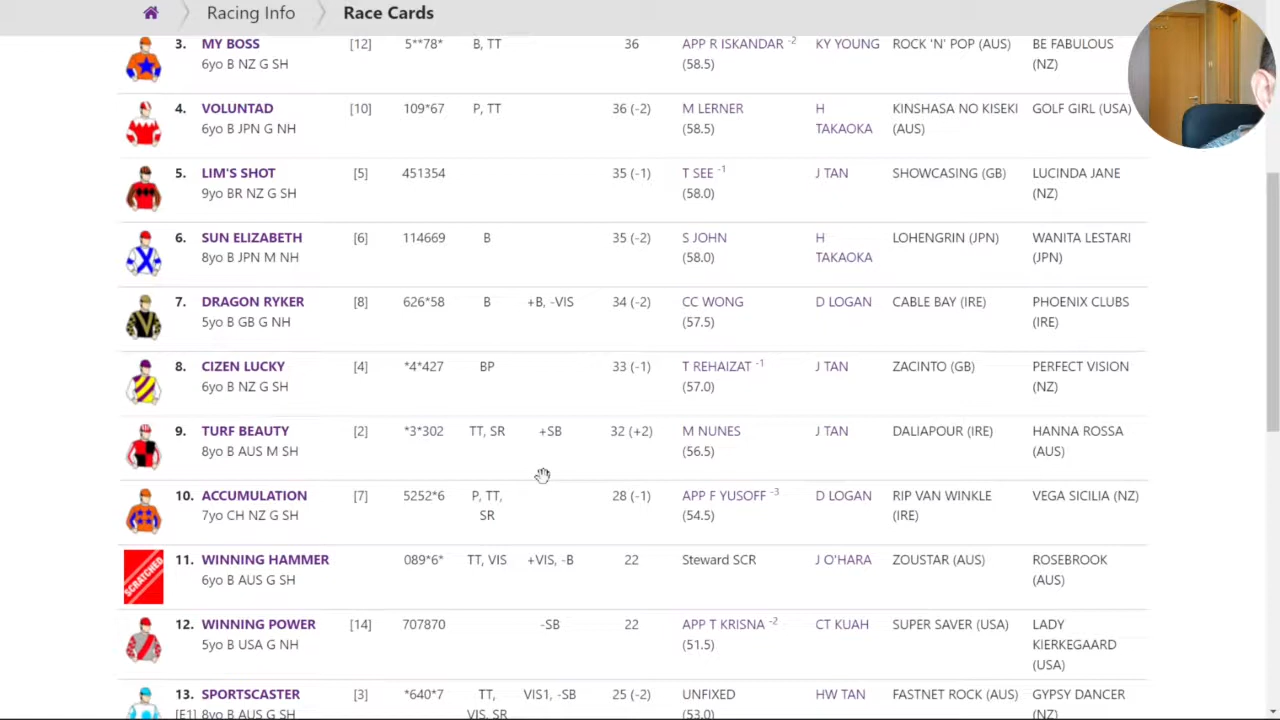 Racing Info
Race Cards
3. MY BOSS [12] 5**78* B, TT 36 APP R ISKANDAR -2 KY YOUNG ROCK 'N' POP (AUS) BE FABULOUS
6yo B NZ G SH (58.5) (NZ)
4. VOLUNTAD [10] 109*67 P, TT 36 (-2) M LERNER H KINSHASA NO KISEKI GOLF GIRL (USA)
6yo B JPN G NH (58.5) TAKAOKA (AUS)
5. LIM'S SHOT [5] 451354 35 (-1) T SEE -1 J TAN SHOWCASING (GB) LUCINDA JANE
9yo BR NZ G SH (58.0) (NZ)
6. SUN ELIZABETH [6] 114669 B 35 (-2) S JOHN H LOHENGRIN (JPN) WANITA LESTARI
8yo B JPN M NH (58.0) TAKAOKA (JPN)
7. DRAGON RYKER [8] 626*58 B +B, -VIS 34 (-2) CC WONG D LOGAN CABLE BAY (IRE) PHOENIX CLUBS
5yo B GB G NH (57.5) (IRE)
8. CIZEN LUCKY [4] *4*427 BP 33 (-1) T REHAIZAT -1 J TAN ZACINTO (GB) PERFECT VISION
6yo B NZ G SH (57.0) (NZ)
9. TURF BEAUTY [2] *3*302 TT, SR +SB 32 (+2) M NUNES J TAN DALIAPOUR (IRE) HANNA ROSSA
8yo B AUS M SH (56.5) (AUS)
10. ACCUMULATION [7] 5252*6 P, TT, 28 (-1) APP F YUSOFF -3 D LOGAN RIP VAN WINKLE VEGA SICILIA (NZ)
7yo CH NZ G SH SR (54.5) (IRE)
SCRATCHED
11. WINNING HAMMER 089*6* TT, VIS +VIS, -B 22 Steward SCR J O'HARA ZOUSTAR (AUS) ROSEBROOK
6yo B AUS G SH (AUS)
12. WINNING POWER [14] 707870 -SB 22 APP T KRISNA -2 CT KUAH SUPER SAVER (USA) LADY
5yo B USA G NH (51.5) KIERKEGAARD
(USA)
13. SPORTSCASTER [3] *640*7 TT, VIS1, -SB 25 (-2) UNFIXED HW TAN FASTNET ROCK (AUS) GYPSY DANCER
[E1] 8yo B AUS G SH VIS, SR (53.0) (NZ)